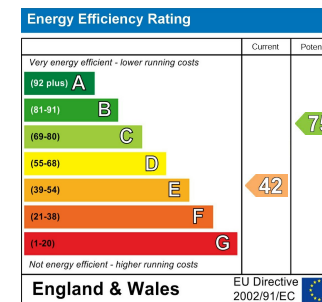 Energy Efficiency Rating
Current
Very energy efficient - lower running costs
(92 plus) A
(81-91) B
(69-80) C
(55-68) D
(39-54) E
42
(21-38) F
(1-20) G
Not energy efficient - higher running costs
England & Wales
EU Directive
2002/91/EC